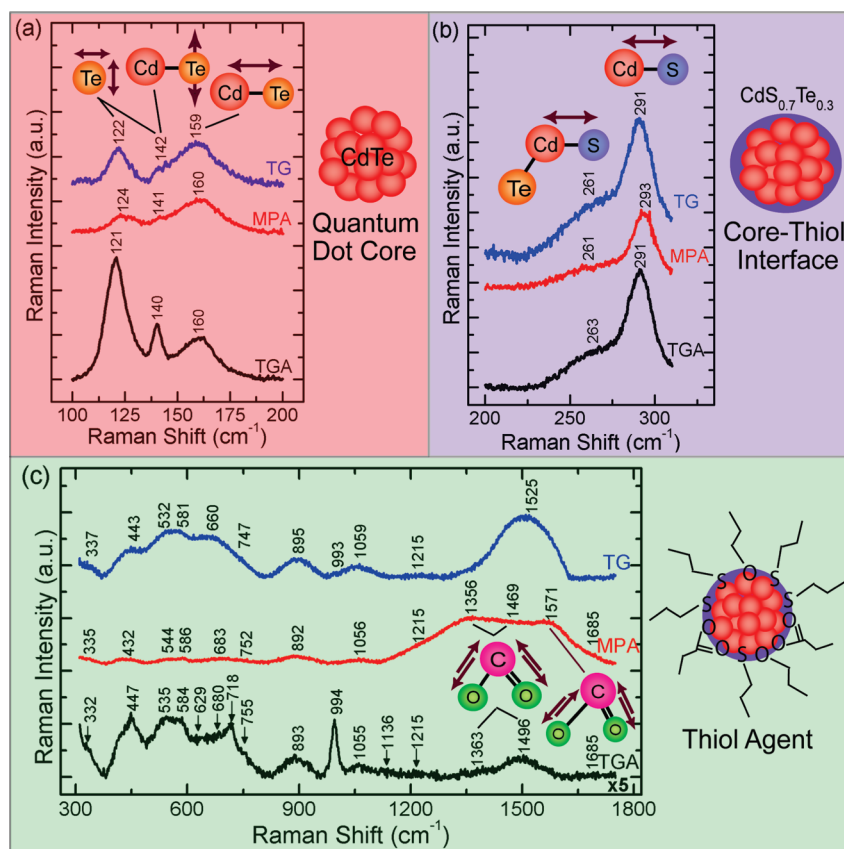 (a)
Te
Cd
Te
Cd
Te
122
142
159
TG
124
141
160
MPA
121
140
160
TGA
Raman Intensity (a.u.)
100 125 150 175 200
Raman Shift (cm⁻¹)
CdTe
Quantum
Dot Core
(b)
Cd
S
Cd
S
Te
291
261
TG
293
261
MPA
291
263
TGA
Raman Intensity (a.u.)
200 250 300
Raman Shift (cm⁻¹)
CdS₀.₇Te₀.₃
Core-Thiol
Interface
(c)
337 443 532 581 660 747 895 993 1059 1215 1525
TG
335 432 544 586 683 752 892 1056 1215 1356 1469 1571 1685
MPA
C
O
O
C
O
O
332 447 535 584 629 680 718 755 893 994 1055 1136 1215 1363 1496 1685
TGA
x5
Raman Intensity (a.u.)
300 600 900 1200 1500 1800
Raman Shift (cm⁻¹)
S O S
S S
S S
O O
O S O
Thiol Agent